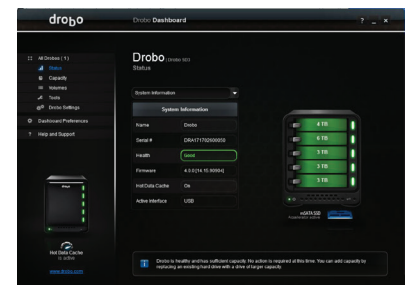 drobo
Drobo Dashboard
? _ ×
All Drobos (1)
Status
Capacity
Volumes
Tools
Drobo Settings
Dashboard Preferences
? Help and Support
Drobo
Status
System Information
System Information
Name Drobo
Serial #
Health Good
Firmware
Hot Data Cache On
Active Interface USB
4 TB
4 TB
3 TB
3 TB
3 TB
mSATA SSD
Hot Data Cache
is active
www.drobo.com
Drobo is healthy and has sufficient capacity. No action is required at this time. You can add capacity by
replacing an existing hard drive with a drive of larger capacity.